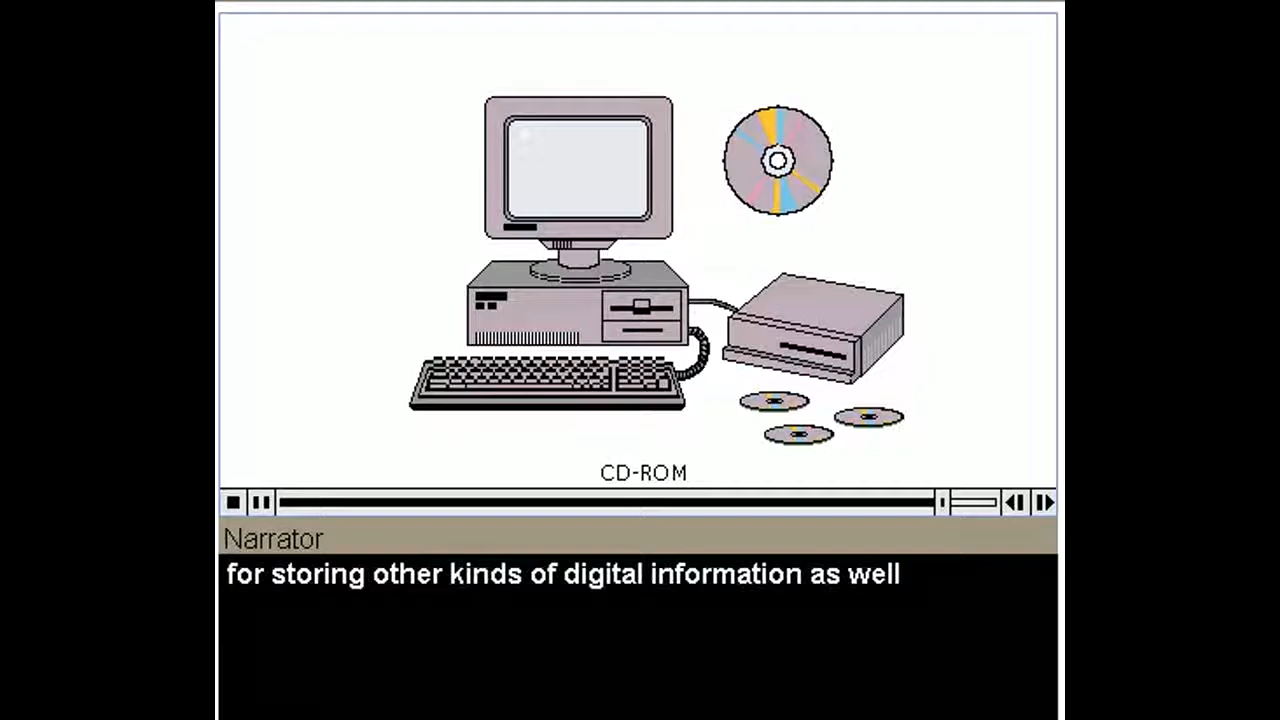 CD-ROM
Narrator
for storing other kinds of digital information as well